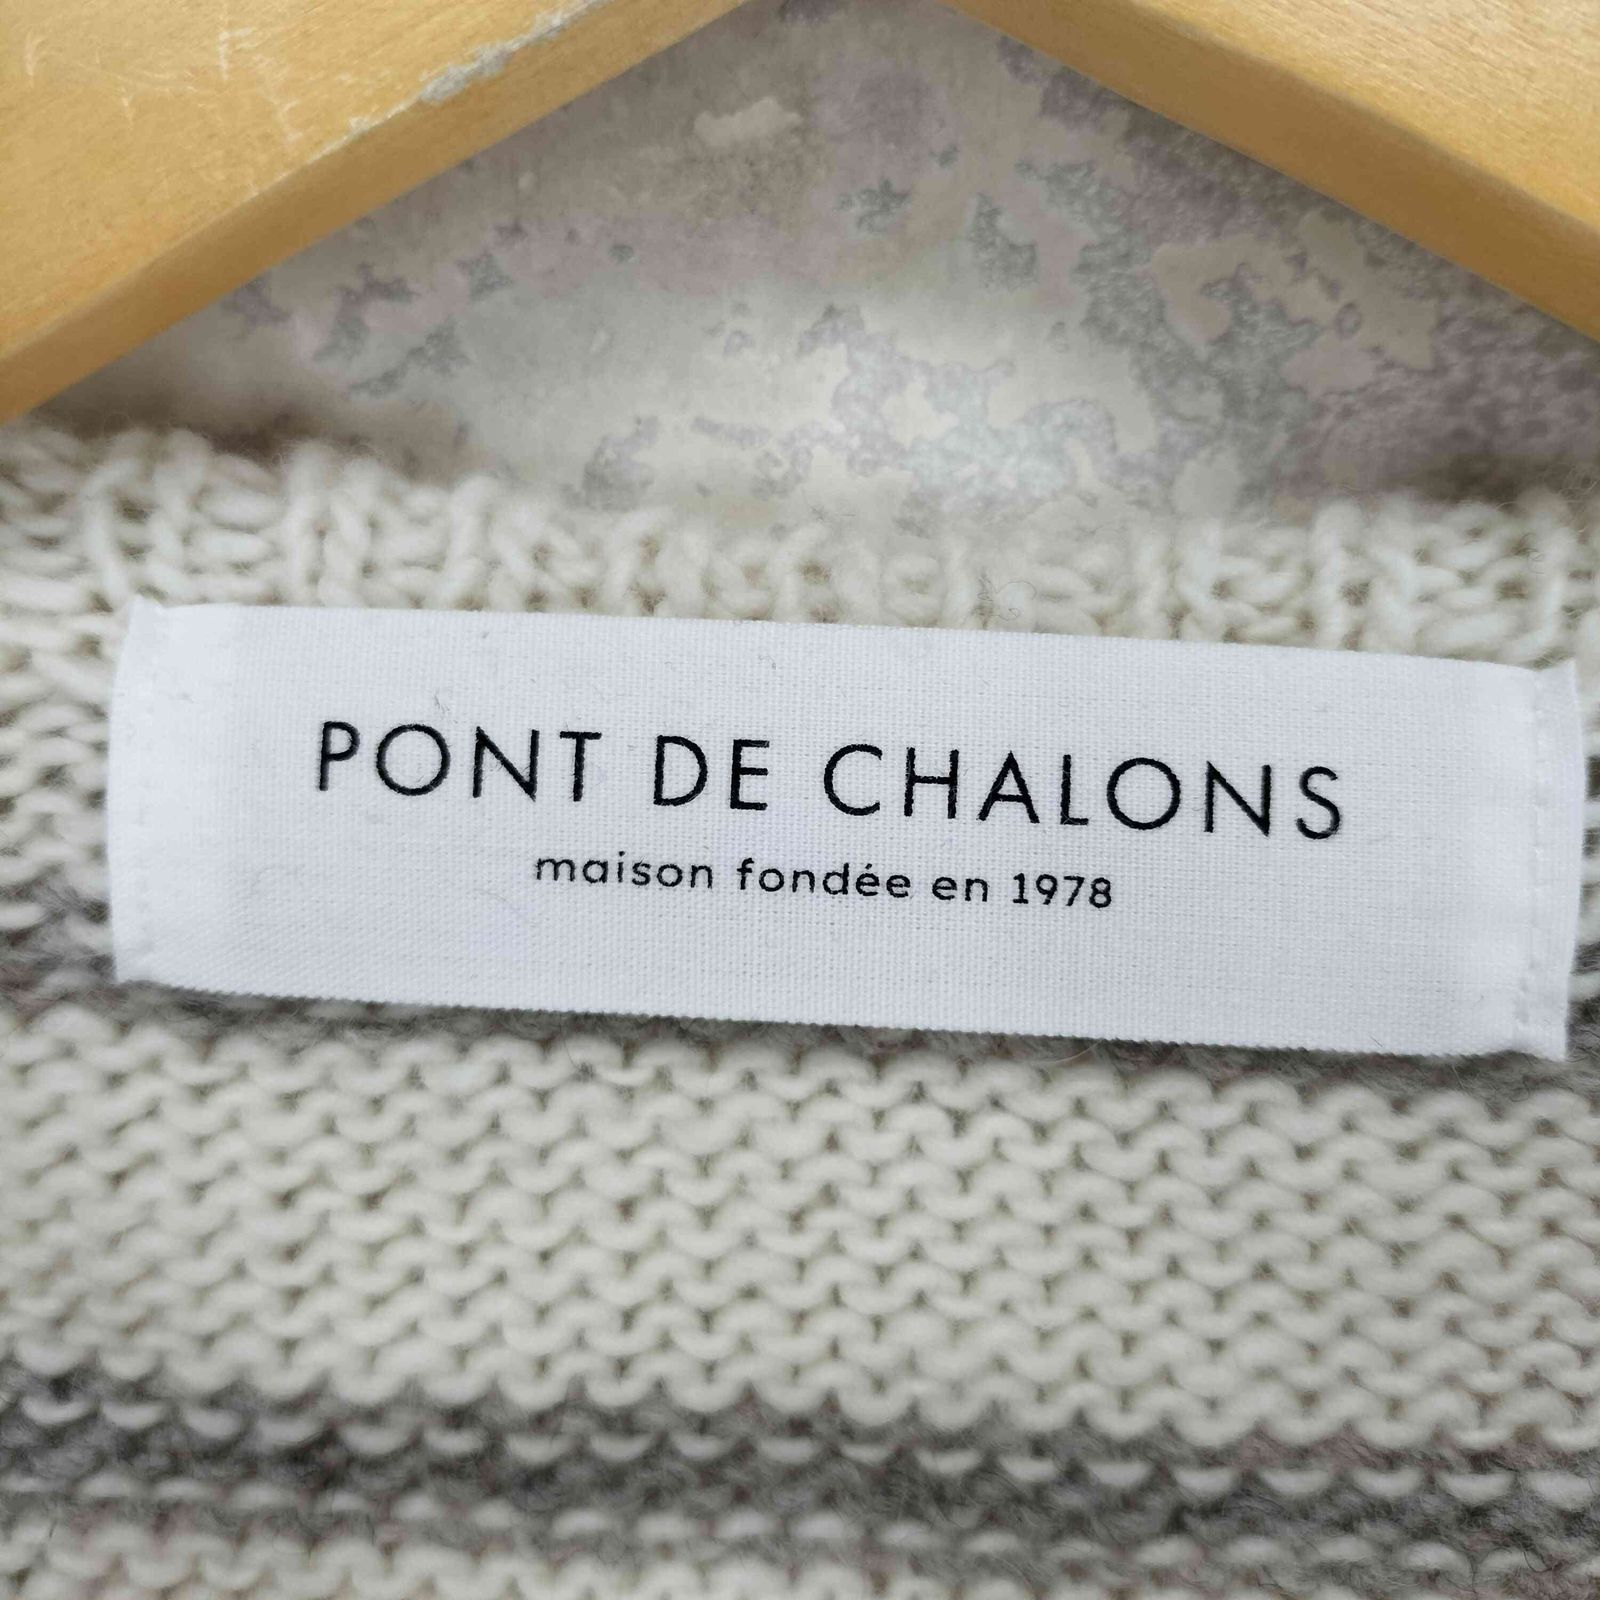 PONT DE CHALONS
maison fondée en 1978